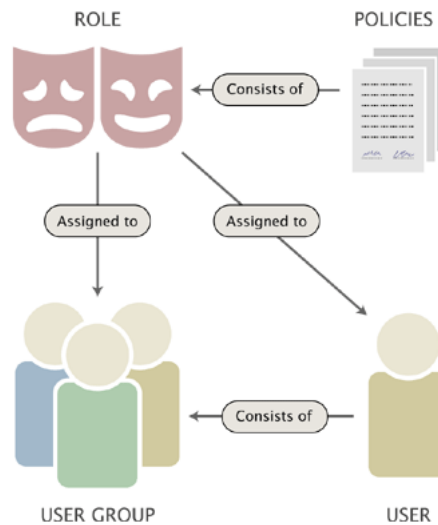 ROLE
POLICIES
Consists of
Assigned to
Assigned to
Consists of
USER GROUP
USER